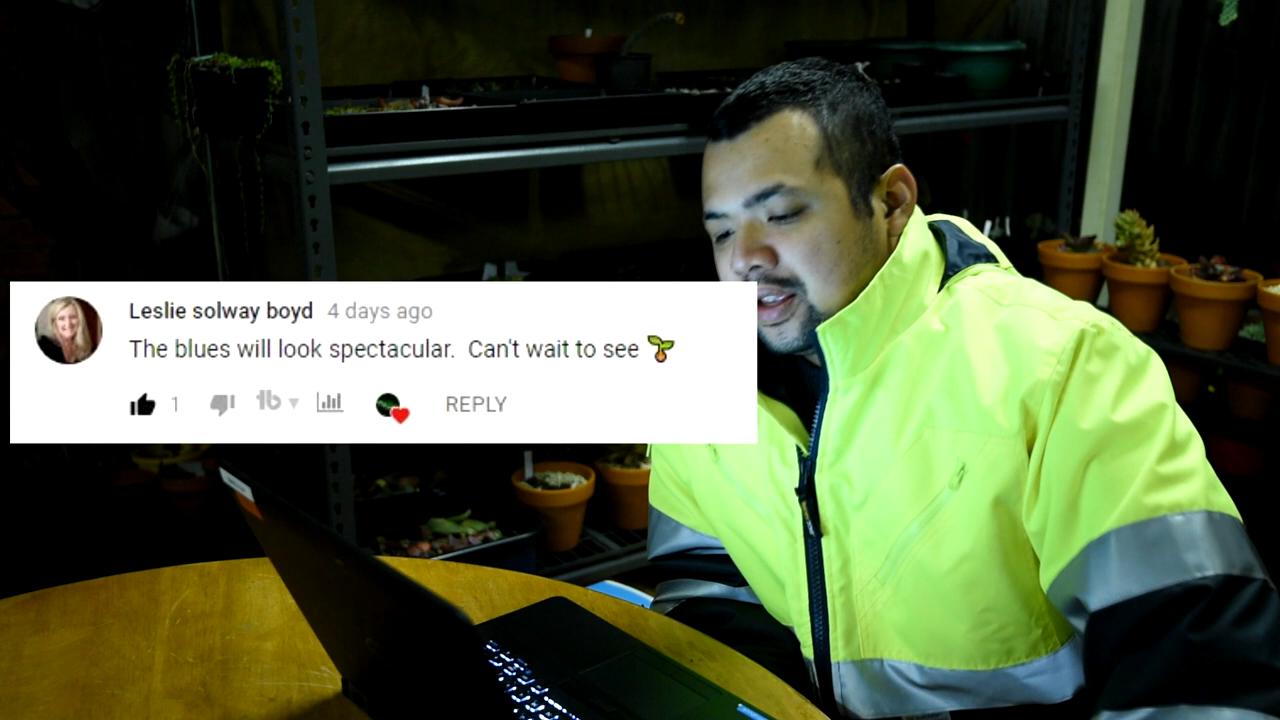 Leslie solway boyd 4 days ago
The blues will look spectacular. Can't wait to see 🌱
1 REPLY